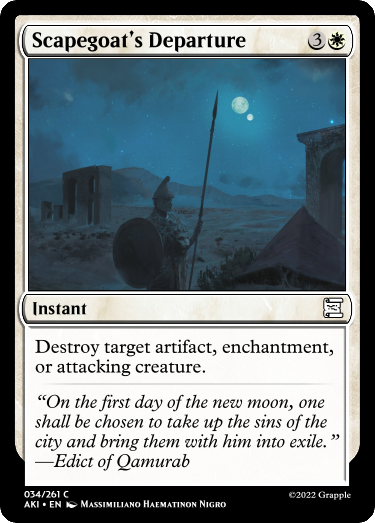 Scapegoat's Departure 3
Instant
Destroy target artifact, enchantment,
or attacking creature.
“On the first day of the new moon, one
shall be chosen to take up the sins of the
city and bring them with him into exile.”
—Edict of Qamurab
034/261 C
©2022 Grapple
AKI • EN Massimiliano Haematinon Nigro